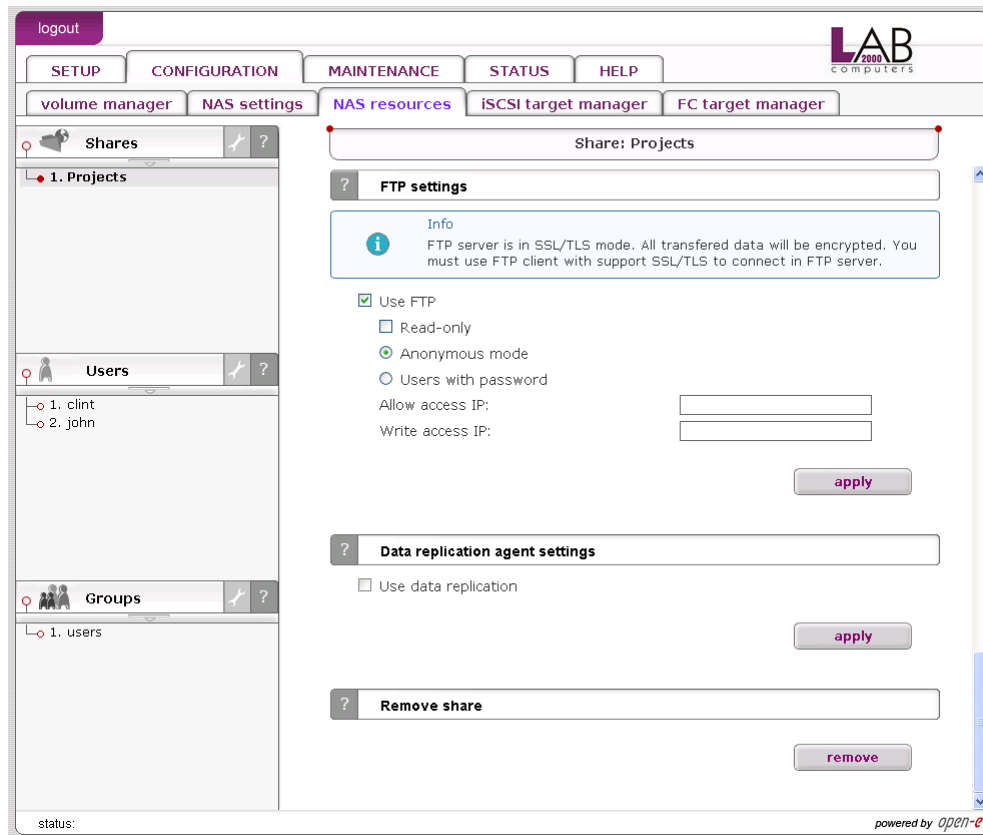 logout
LAB
2000
computers
SETUP CONFIGURATION MAINTENANCE STATUS HELP
volume manager NAS settings NAS resources iSCSI target manager FC target manager
Shares ?
1. Projects
Users ?
1. clint
2. john
Groups ?
1. users
Share: Projects
? FTP settings
Info
i
FTP server is in SSL/TLS mode. All transfered data will be encrypted. You
must use FTP client with support SSL/TLS to connect in FTP server.
Use FTP
Read-only
Anonymous mode
Users with password
Allow access IP:
Write access IP:
apply
? Data replication agent settings
Use data replication
apply
? Remove share
remove
status:
powered by open-e